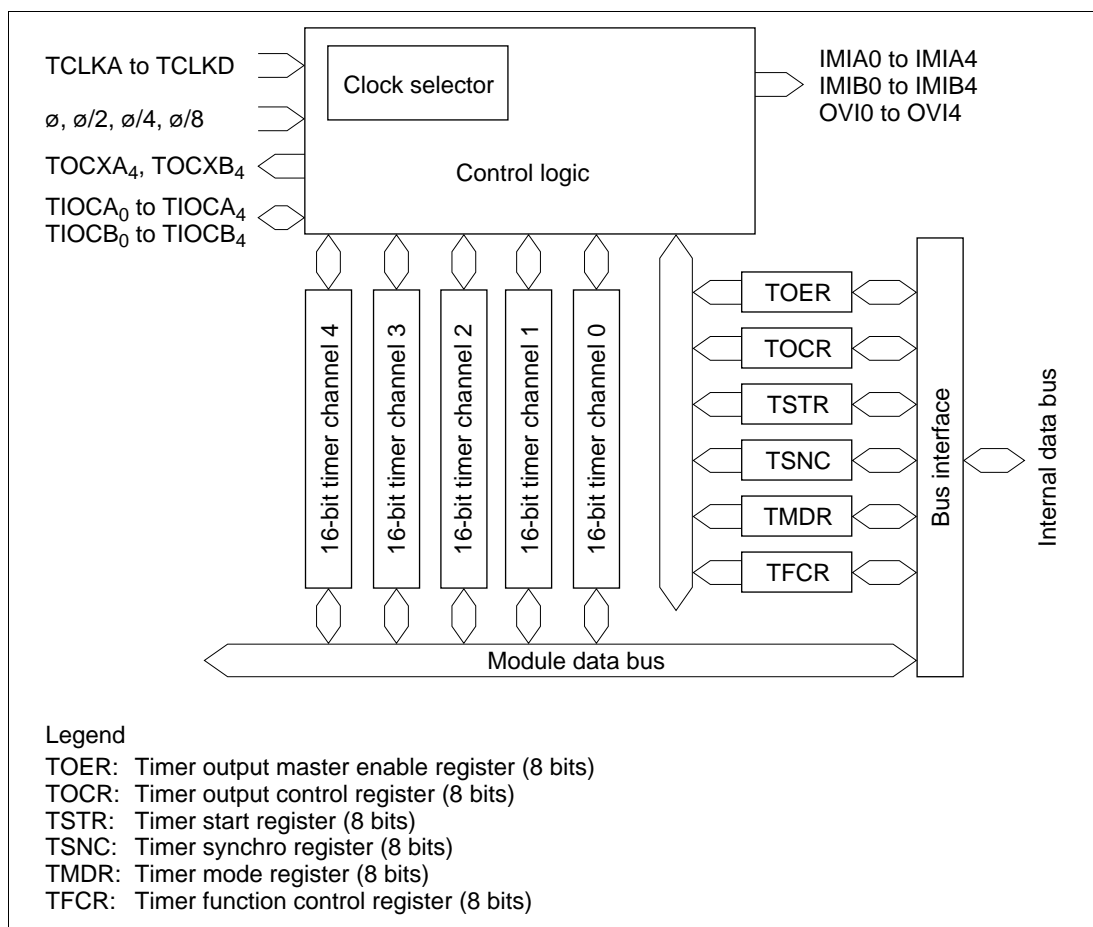 TCLKA to TCLKD
ø, ø/2, ø/4, ø/8
TOCXA4, TOCXB4
TIOCA0 to TIOCA4
TIOCB0 to TIOCB4
Clock selector
Control logic
IMIA0 to IMIA4
IMIB0 to IMIB4
OVI0 to OVI4
16-bit timer channel 4
16-bit timer channel 3
16-bit timer channel 2
16-bit timer channel 1
16-bit timer channel 0
TOER
TOCR
TSTR
TSNC
TMDR
TFCR
Bus interface
Internal data bus
Module data bus
Legend
TOER: Timer output master enable register (8 bits)
TOCR: Timer output control register (8 bits)
TSTR: Timer start register (8 bits)
TSNC: Timer synchro register (8 bits)
TMDR: Timer mode register (8 bits)
TFCR: Timer function control register (8 bits)